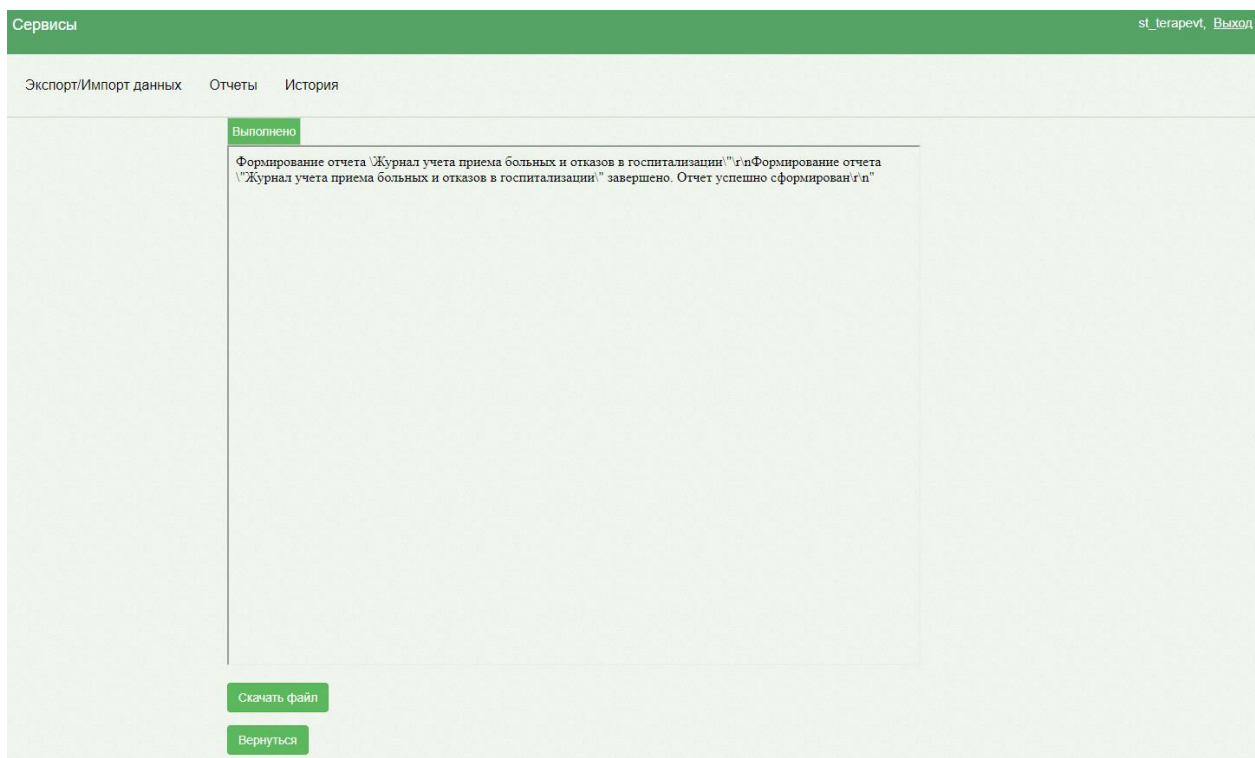 Сервисы
st_terapevt, Выход
Экспорт/Импорт данных Отчеты История
Выполнено
Формирование отчета \Журнал учета приема больных и отказов в госпитализации\"\r\nФормирование отчета
\"Журнал учета приема больных и отказов в госпитализации\" завершено. Отчет успешно сформирован\r\n"
Скачать файл
Вернуться